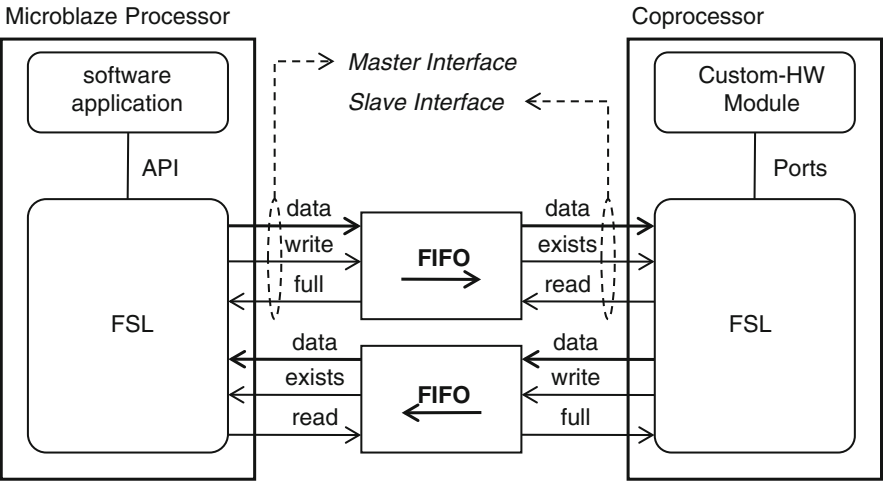 Microblaze Processor
Coprocessor
software
application
Master Interface
Slave Interface
Custom-HW
Module
API
Ports
data
data
write
FIFO
exists
full
read
FSL
FSL
data
data
exists
FIFO
write
read
full